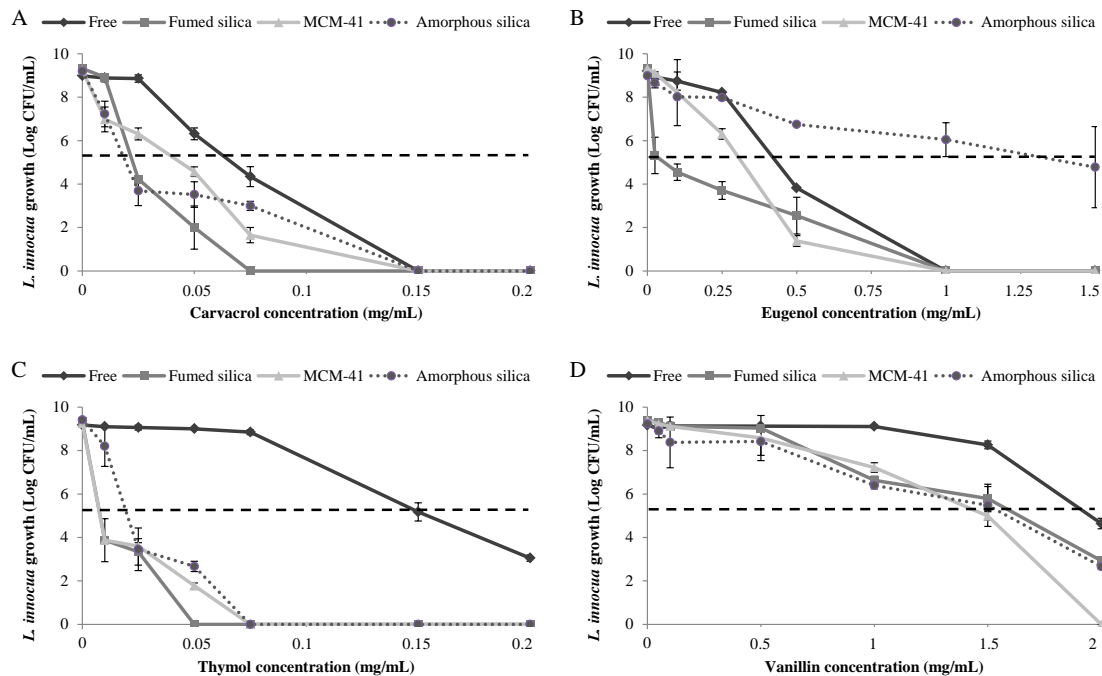 A
Free Fumed silica MCM-41 Amorphous silica
L. innocua growth (Log CFU/mL)
10
8
6
4
2
0
0 0.05 0.1 0.15 0.2
Carvacrol concentration (mg/mL)
B
Free Fumed silica MCM-41 Amorphous silica
L. innocua growth (Log CFU/mL)
10
8
6
4
2
0
0 0.25 0.5 0.75 1 1.25 1.5
Eugenol concentration (mg/mL)
C
Free Fumed silica MCM-41 Amorphous silica
L. innocua growth (Log CFU/mL)
10
8
6
4
2
0
0 0.05 0.1 0.15 0.2
Thymol concentration (mg/mL)
D
Free Fumed silica MCM-41 Amorphous silica
L. innocua growth (Log CFU/mL)
10
8
6
4
2
0
0 0.5 1 1.5 2
Vanillin concentration (mg/mL)